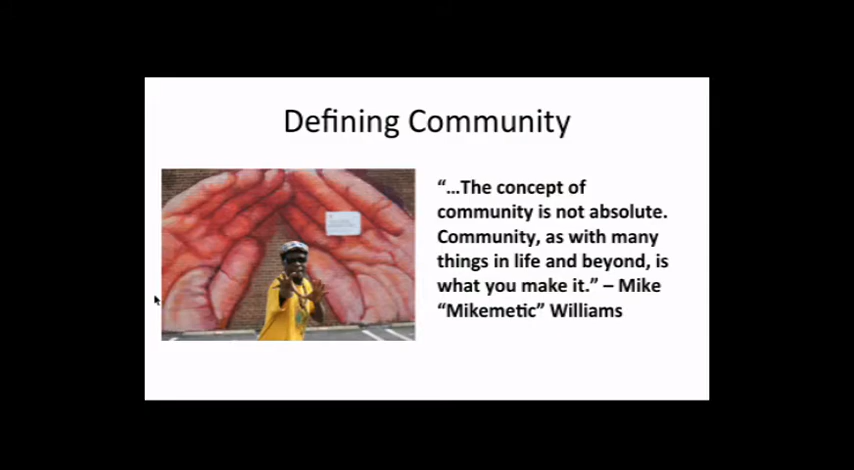 Defining Community
“…The concept of
community is not absolute.
Community, as with many
things in life and beyond, is
what you make it.” – Mike
“Mikemetic” Williams